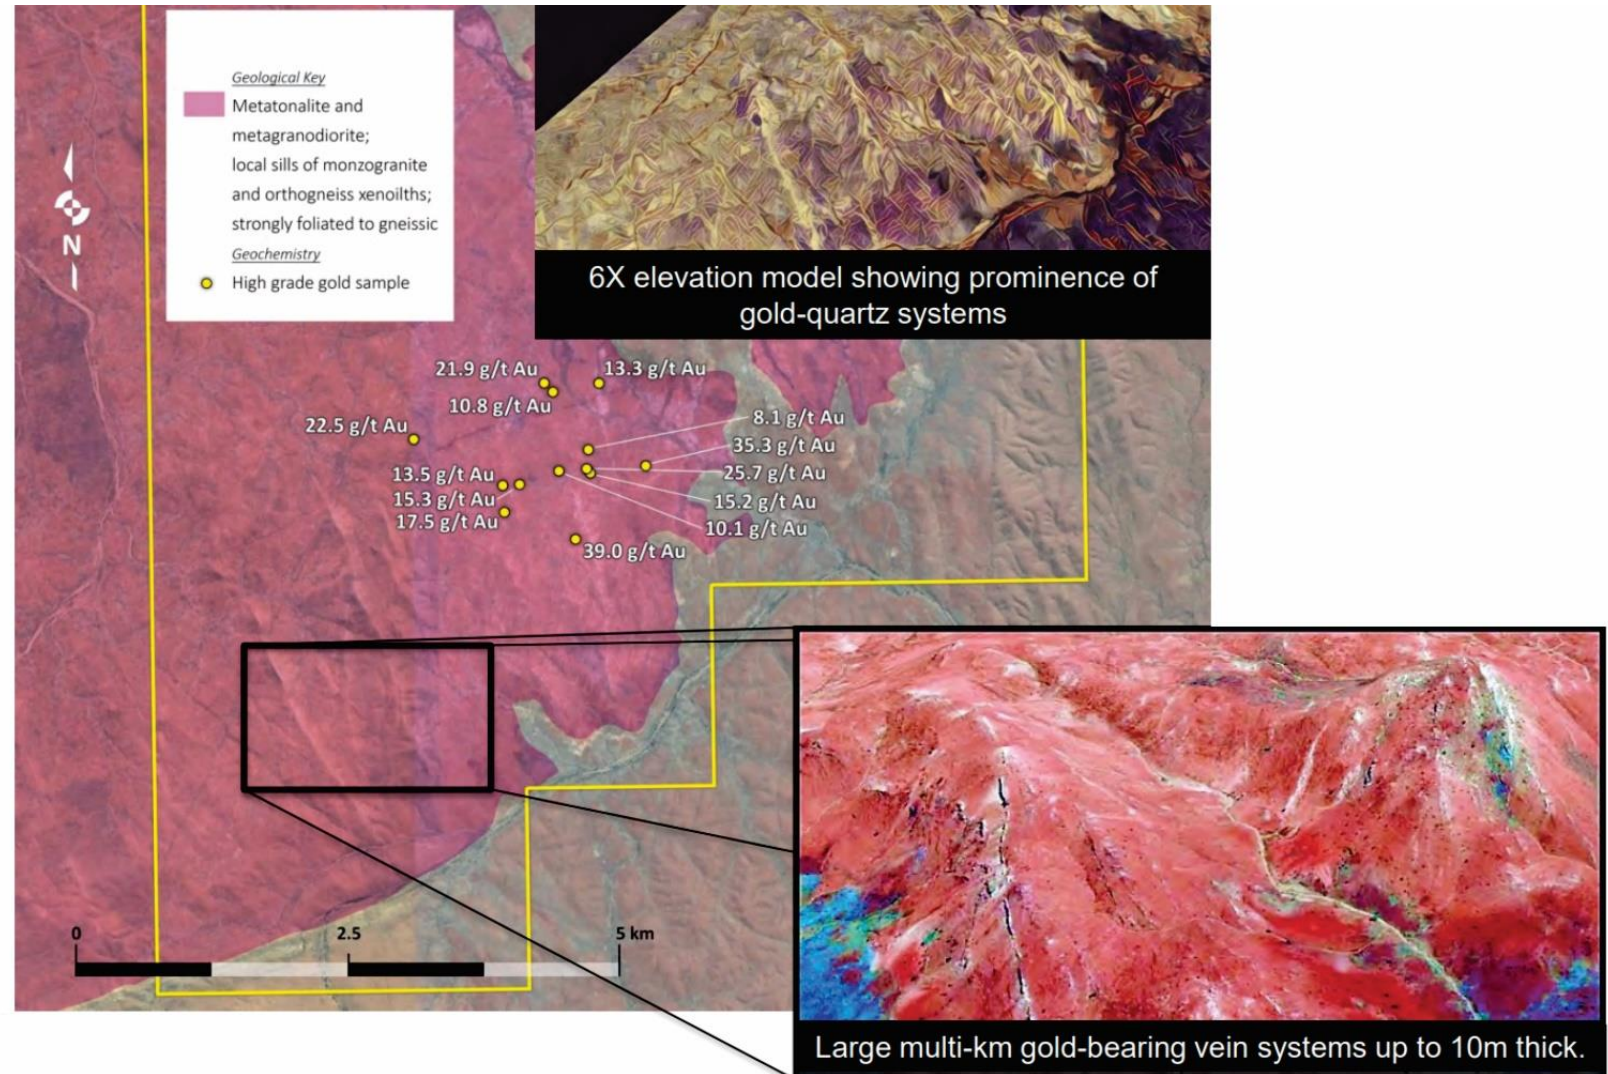 Geological Key
Metatonalite and
metagranodiorite;
local sills of monzogranite
and orthogneiss xenoilths;
strongly foliated to gneissic
Geochemistry
High grade gold sample
N
6X elevation model showing prominence of
gold-quartz systems
21.9 g/t Au
13.3 g/t Au
10.8 g/t Au
22.5 g/t Au
8.1 g/t Au
35.3 g/t Au
13.5 g/t Au
25.7 g/t Au
15.3 g/t Au
15.2 g/t Au
17.5 g/t Au
10.1 g/t Au
39.0 g/t Au
0
2.5
5 km
Large multi-km gold-bearing vein systems up to 10m thick.